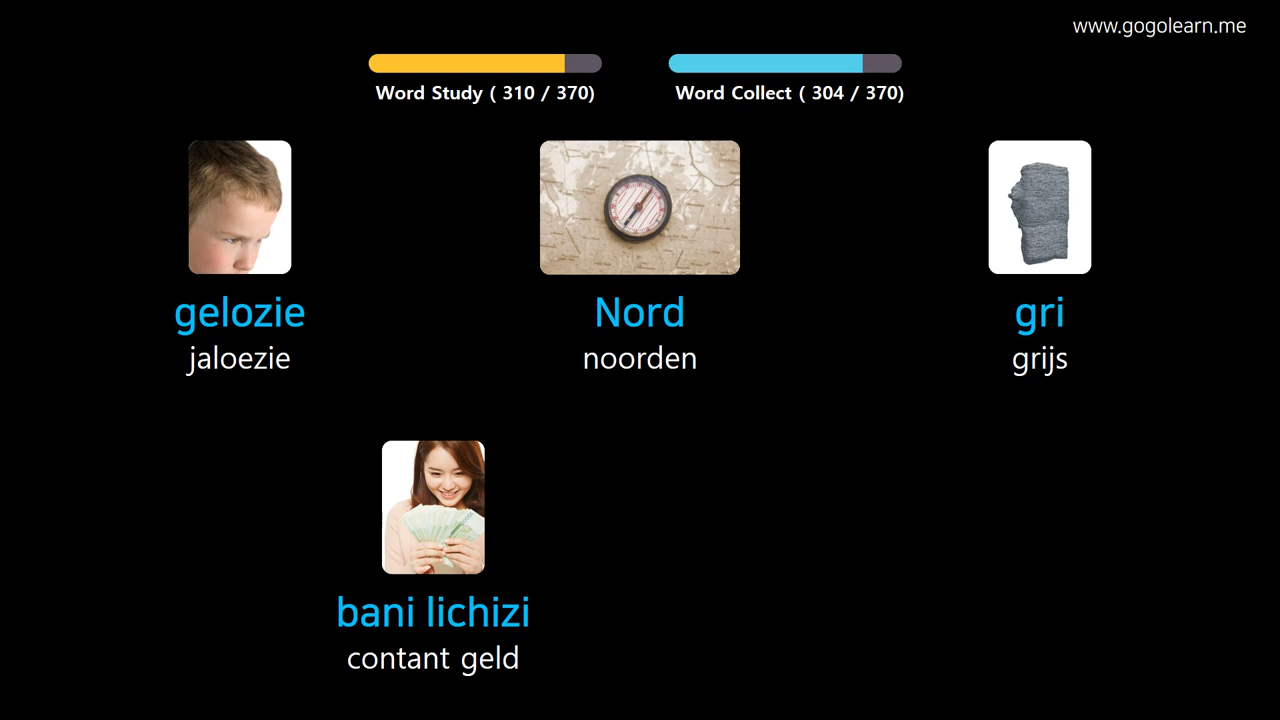 www.gogolearn.me
Word Study ( 310 / 370)
Word Collect ( 304 / 370)
gelozie
jaloezie
Nord
noorden
gri
grijs
bani lichizi
contant geld